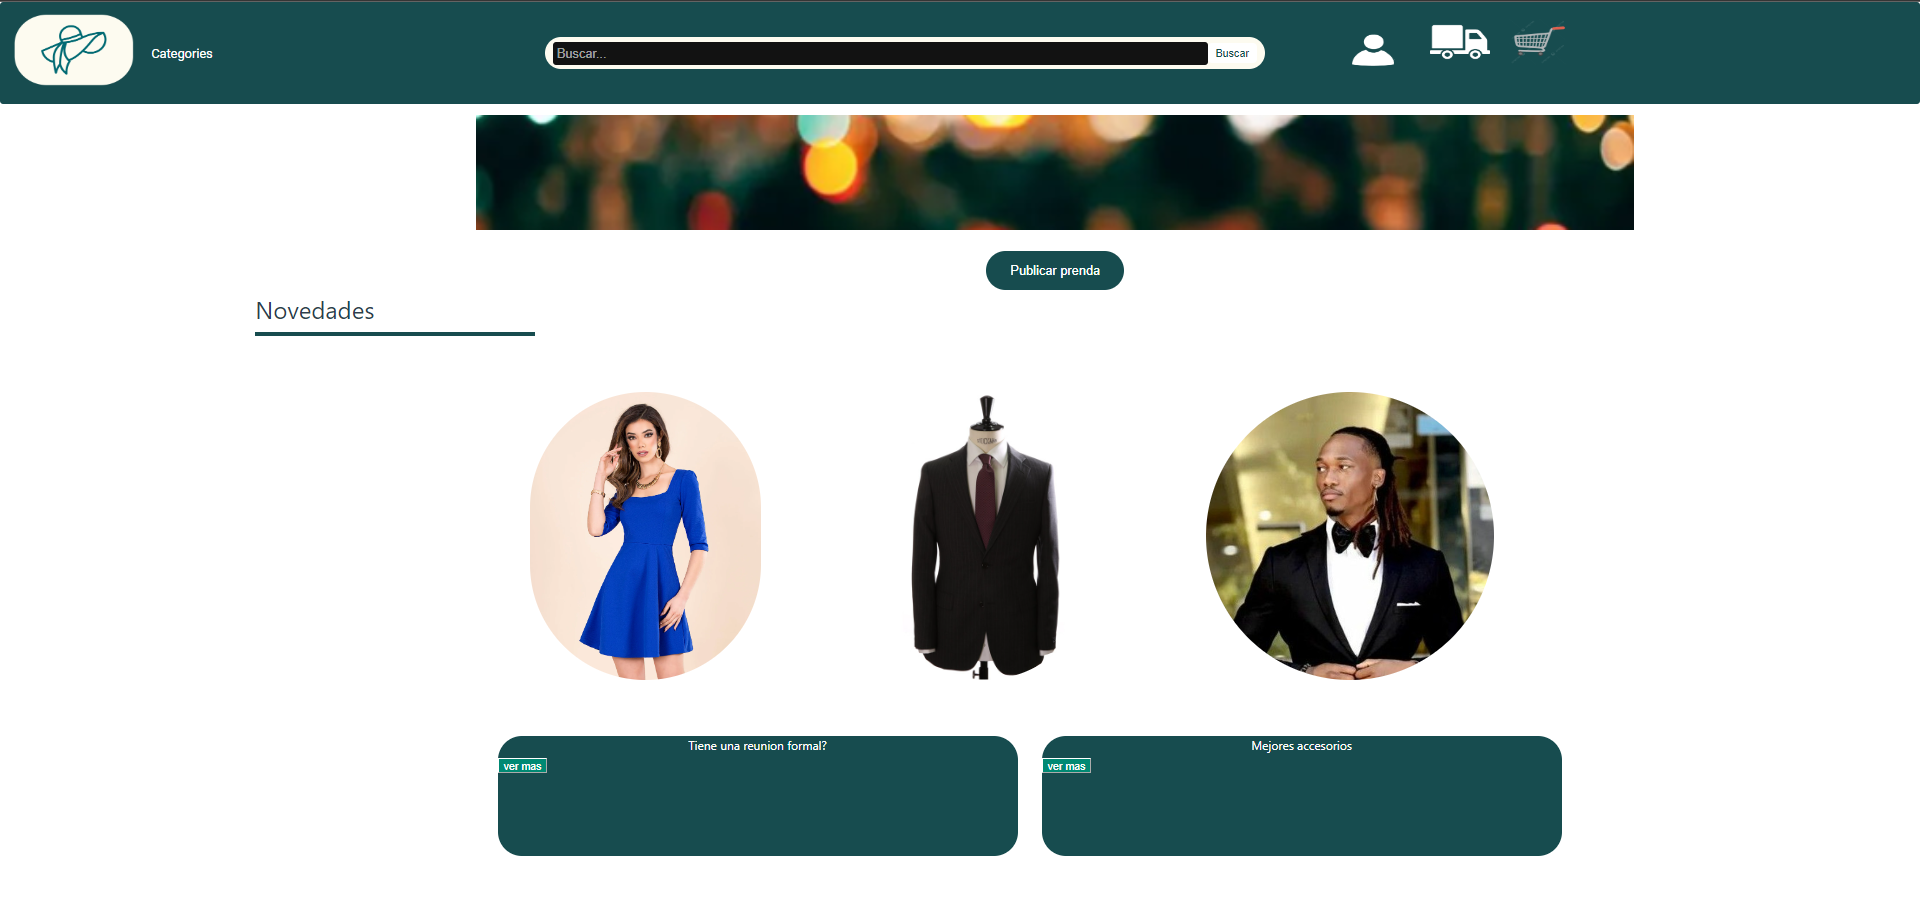 Categories
Buscar...
Buscar
Publicar prenda
Novedades
Tiene una reunion formal?
ver mas
Mejores accesorios
ver mas